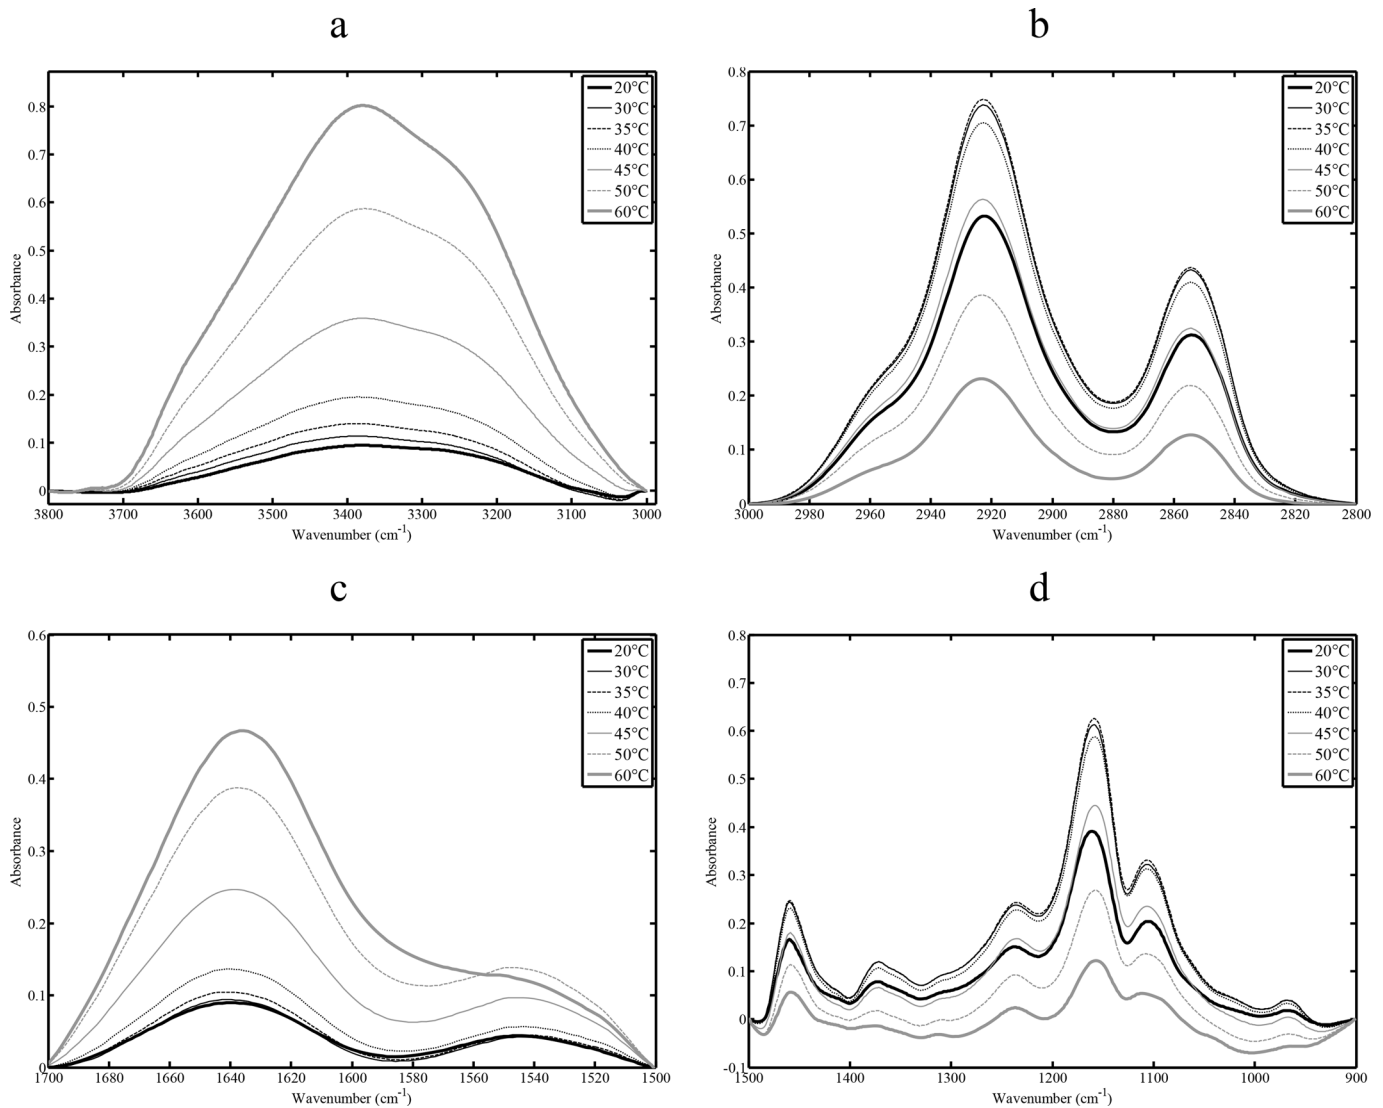 a
0.8
0.7
0.6
0.5
0.4
0.3
0.2
0.1
0
Absorbance
3800 3700 3600 3500 3400 3300 3200 3100 3000
Wavenumber (cm-1)
20°C
30°C
35°C
40°C
45°C
50°C
60°C
b
0.8
0.7
0.6
0.5
0.4
0.3
0.2
0.1
0
Absorbance
3000 2980 2960 2940 2920 2900 2880 2860 2840 2820 2800
Wavenumber (cm-1)
20°C
30°C
35°C
40°C
45°C
50°C
60°C
c
0.6
0.5
0.4
0.3
0.2
0.1
0
Absorbance
1700 1680 1660 1640 1620 1600 1580 1560 1540 1520 1500
Wavenumber (cm-1)
20°C
30°C
35°C
40°C
45°C
50°C
60°C
d
0.8
0.7
0.6
0.5
0.4
0.3
0.2
0.1
0
-0.1
Absorbance
1500 1400 1300 1200 1100 1000 900
Wavenumber (cm-1)
20°C
30°C
35°C
40°C
45°C
50°C
60°C